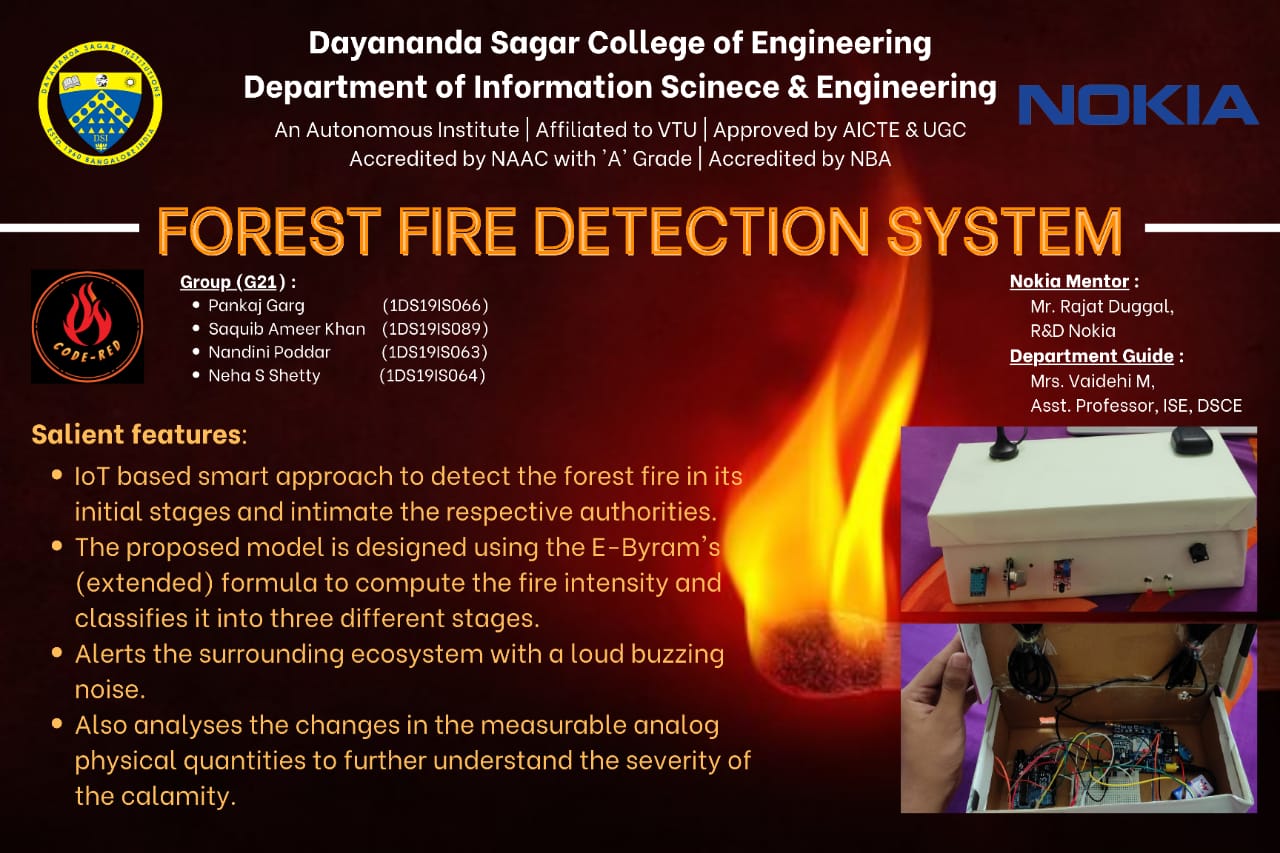 Dayananda Sagar College of Engineering
Department of Information Scinece & Engineering
An Autonomous Institute | Affiliated to VTU | Approved by AICTE & UGC
Accredited by NAAC with 'A' Grade | Accredited by NBA
DAYANANDA SAGAR INSTITUTIONS
DSI
ESTD. 1960 BANGALORE, INDIA
NOKIA
FOREST FIRE DETECTION SYSTEM
CODE-RED
Group (G21) :
• Pankaj Garg (1DS19IS066)
• Saquib Ameer Khan (1DS19IS089)
• Nandini Poddar (1DS19IS063)
• Neha S Shetty (1DS19IS064)
Nokia Mentor :
Mr. Rajat Duggal,
R&D Nokia
Department Guide :
Mrs. Vaidehi M,
Asst. Professor, ISE, DSCE
Salient features:
• IoT based smart approach to detect the forest fire in its
initial stages and intimate the respective authorities.
• The proposed model is designed using the E-Byram's
(extended) formula to compute the fire intensity and
classifies it into three different stages.
• Alerts the surrounding ecosystem with a loud buzzing
noise.
• Also analyses the changes in the measurable analog
physical quantities to further understand the severity of
the calamity.